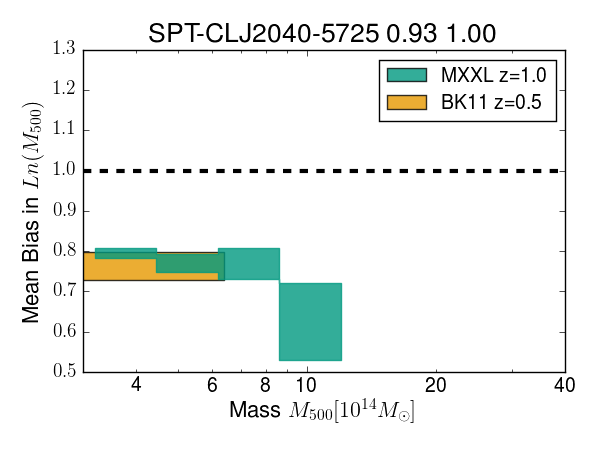 SPT-CLJ2040-5725 0.93 1.00
MXXL z=1.0
BK11 z=0.5
Mean Bias in Ln(M500)
1.3
1.2
1.1
1.0
0.9
0.8
0.7
0.6
0.5
4 6 8 10 20 40
Mass M500[10^14 M⊙]